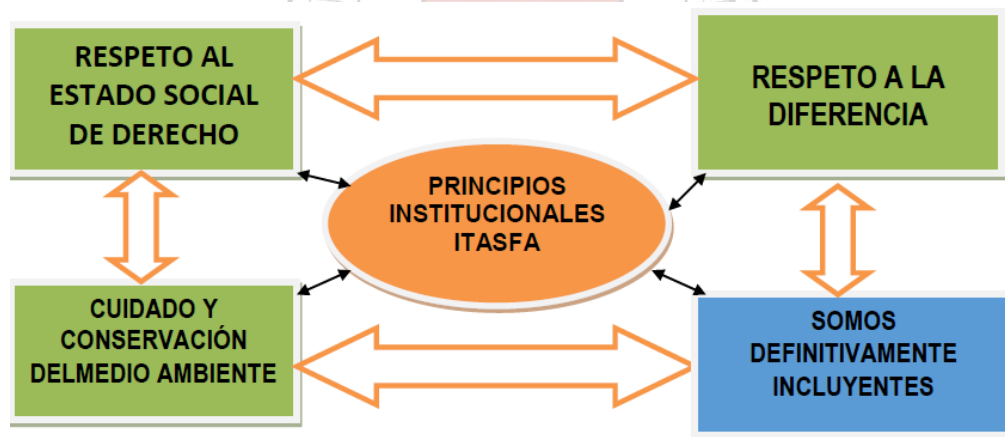 RESPETO AL
ESTADO SOCIAL
DE DERECHO
RESPETO A LA
DIFERENCIA
PRINCIPIOS
INSTITUCIONALES
ITASFA
CUIDADO Y
CONSERVACIÓN
DELMEDIO AMBIENTE
SOMOS
DEFINITIVAMENTE
INCLUYENTES